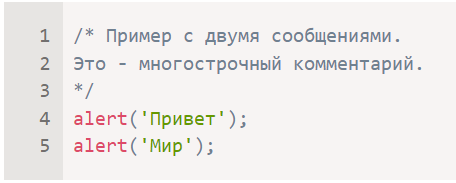 1 /* Пример с двумя сообщениями.
2 Это - многострочный комментарий.
3 */
4 alert('Привет');
5 alert('Мир');